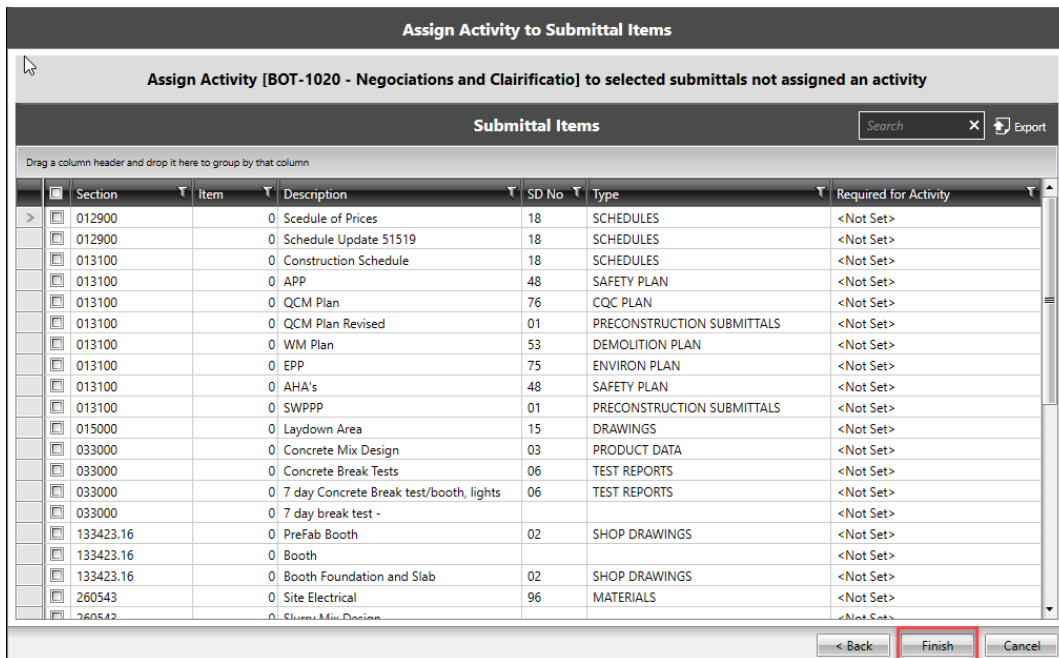 Assign Activity to Submittal Items
Assign Activity [BOT-1020 - Negociations and Clairificatio] to selected submittals not assigned an activity
Submittal Items Search X Export
Drag a column header and drop it here to group by that column
Section Item Description SD No Type Required for Activity
> 012900 0 Scedule of Prices 18 SCHEDULES <Not Set>
012900 0 Schedule Update 51519 18 SCHEDULES <Not Set>
013100 0 Construction Schedule 18 SCHEDULES <Not Set>
013100 0 APP 48 SAFETY PLAN <Not Set>
013100 0 QCM Plan 76 CQC PLAN <Not Set>
013100 0 QCM Plan Revised 01 PRECONSTRUCTION SUBMITTALS <Not Set>
013100 0 WM Plan 53 DEMOLITION PLAN <Not Set>
013100 0 EPP 75 ENVIRON PLAN <Not Set>
013100 0 AHA's 48 SAFETY PLAN <Not Set>
013100 0 SWPPP 01 PRECONSTRUCTION SUBMITTALS <Not Set>
015000 0 Laydown Area 15 DRAWINGS <Not Set>
033000 0 Concrete Mix Design 03 PRODUCT DATA <Not Set>
033000 0 Concrete Break Tests 06 TEST REPORTS <Not Set>
033000 0 7 day Concrete Break test/booth, lights 06 TEST REPORTS <Not Set>
033000 0 7 day break test - <Not Set>
133423.16 0 PreFab Booth 02 SHOP DRAWINGS <Not Set>
133423.16 0 Booth <Not Set>
133423.16 0 Booth Foundation and Slab 02 SHOP DRAWINGS <Not Set>
260543 0 Site Electrical 96 MATERIALS <Not Set>
260543 0 Slurry Mix Design <Not Set>
< Back Finish Cancel